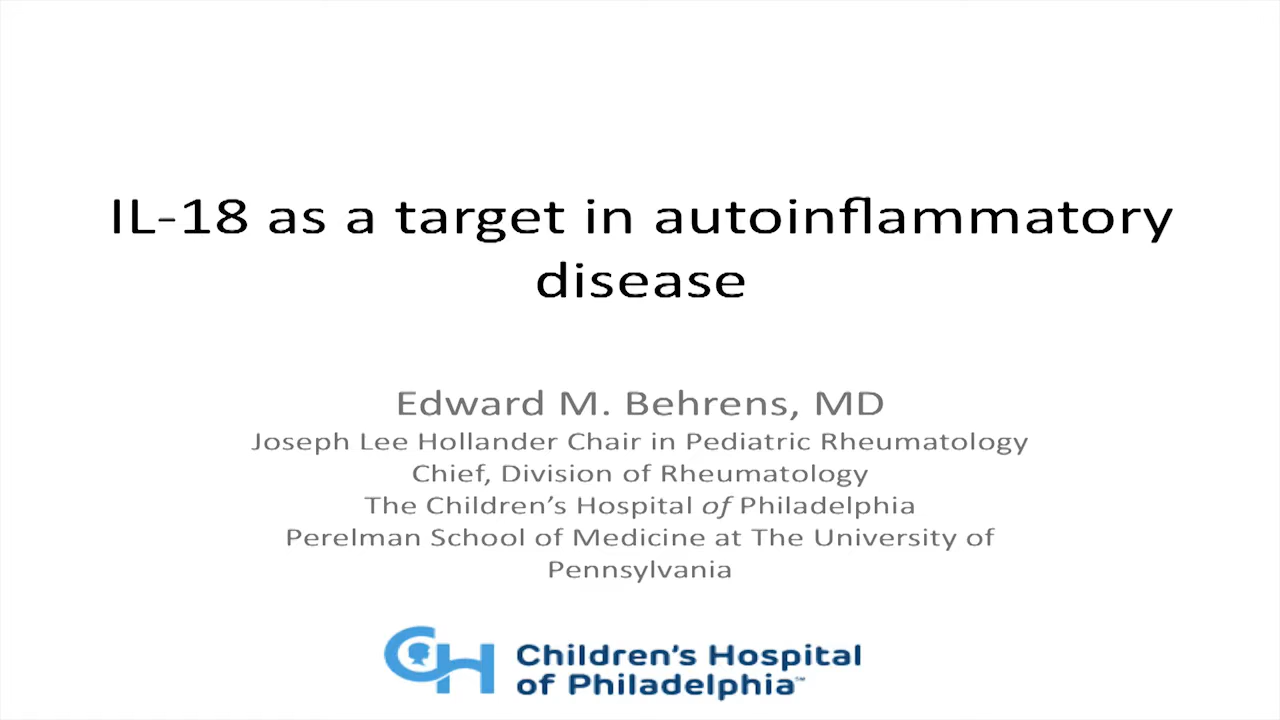 IL-18 as a target in autoinflammatory
disease
Edward M. Behrens, MD
Joseph Lee Hollander Chair in Pediatric Rheumatology
Chief, Division of Rheumatology
The Children’s Hospital of Philadelphia
Perelman School of Medicine at The University of
Pennsylvania
CH
Children’s Hospital
of Philadelphia™